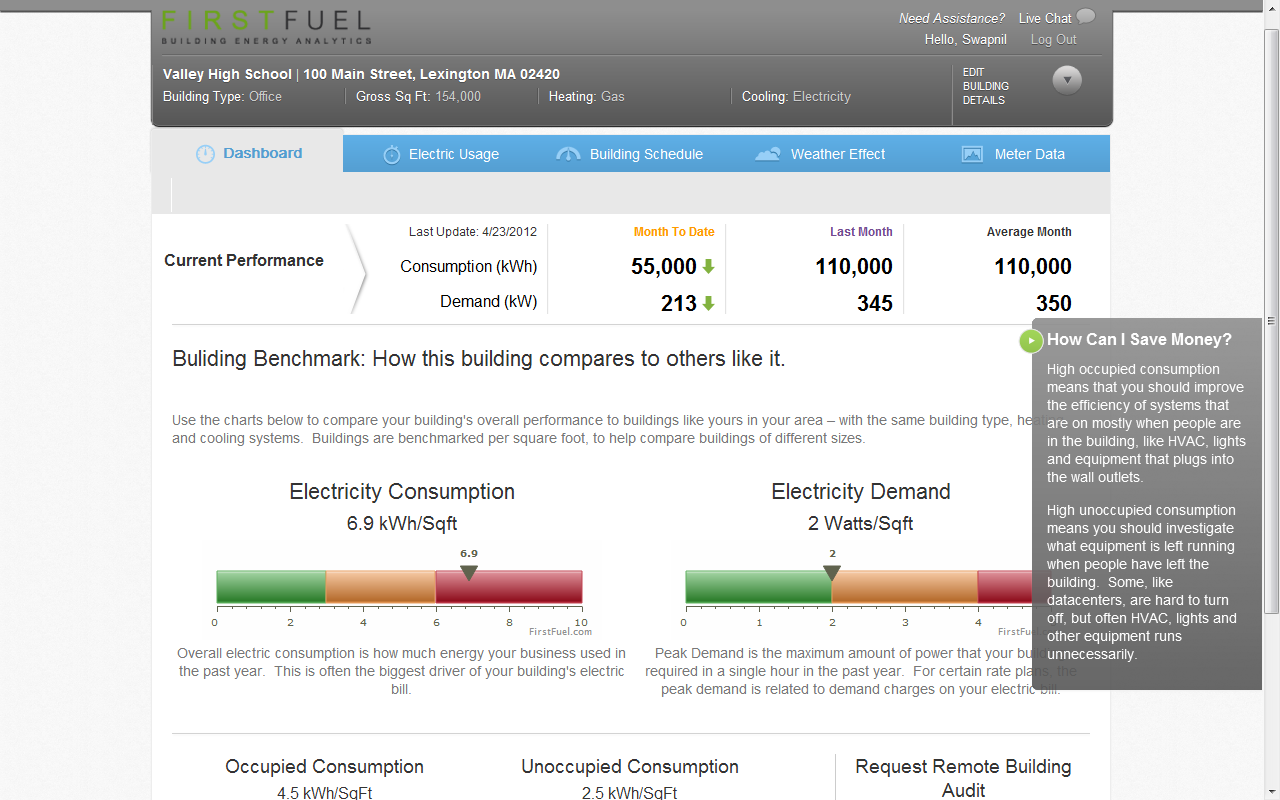 FIRSTFUEL
BUILDING ENERGY ANALYTICS
Need Assistance? Live Chat
Hello, Swapnil Log Out
Valley High School | 100 Main Street, Lexington MA 02420
Building Type: Office Gross Sq Ft: 154,000 Heating: Gas Cooling: Electricity
EDIT
BUILDING
DETAILS
Dashboard Electric Usage Building Schedule Weather Effect Meter Data
Current Performance
Last Update: 4/23/2012 Month To Date Last Month Average Month
Consumption (kWh) 55,000 110,000 110,000
Demand (kW) 213 345 350
Buliding Benchmark: How this building compares to others like it.
Use the charts below to compare your building's overall performance to buildings like yours in your area – with the same building type, heating
and cooling systems. Buildings are benchmarked per square foot, to help compare buildings of different sizes.
Electricity Consumption
6.9 kWh/Sqft
6.9
0 2 4 6 8 10
FirstFuel.com
Overall electric consumption is how much energy your business used in
the past year. This is often the biggest driver of your building's electric
bill.
Electricity Demand
2 Watts/Sqft
2
0 1 2 3 4
FirstFuel.com
Peak Demand is the maximum amount of power that your building
required in a single hour in the past year. For certain rate plans, the
peak demand is related to demand charges on your electric bill.
How Can I Save Money?
High occupied consumption
means that you should improve
the efficiency of systems that
are on mostly when people are
in the building, like HVAC, lights
and equipment that plugs into
the wall outlets.
High unoccupied consumption
means you should investigate
what equipment is left running
when people have left the
building. Some, like
datacenters, are hard to turn
off, but often HVAC, lights and
other equipment runs
unnecessarily.
Occupied Consumption
4.5 kWh/SqFt
Unoccupied Consumption
2.5 kWh/SqFt
Request Remote Building
Audit